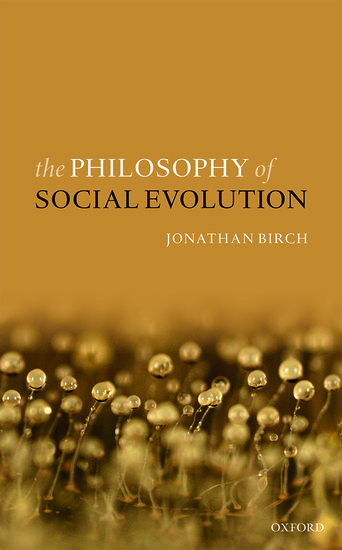 the PHILOSOPHY of
SOCIAL EVOLUTION
JONATHAN BIRCH
OXFORD